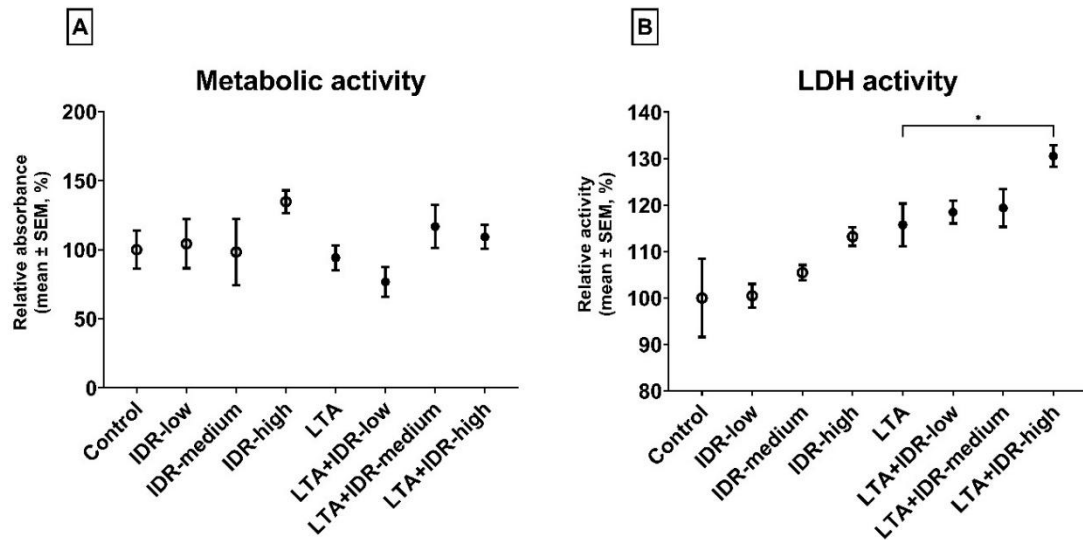 A
Metabolic activity
Relative absorbance
(mean ± SEM, %)
200
150
100
50
0
Control
IDR-low
IDR-medium
IDR-high
LTA
LTA+IDR-low
LTA+IDR-medium
LTA+IDR-high
B
LDH activity
Relative activity
(mean ± SEM, %)
140
130
120
110
100
90
80
*
Control
IDR-low
IDR-medium
IDR-high
LTA
LTA+IDR-low
LTA+IDR-medium
LTA+IDR-high